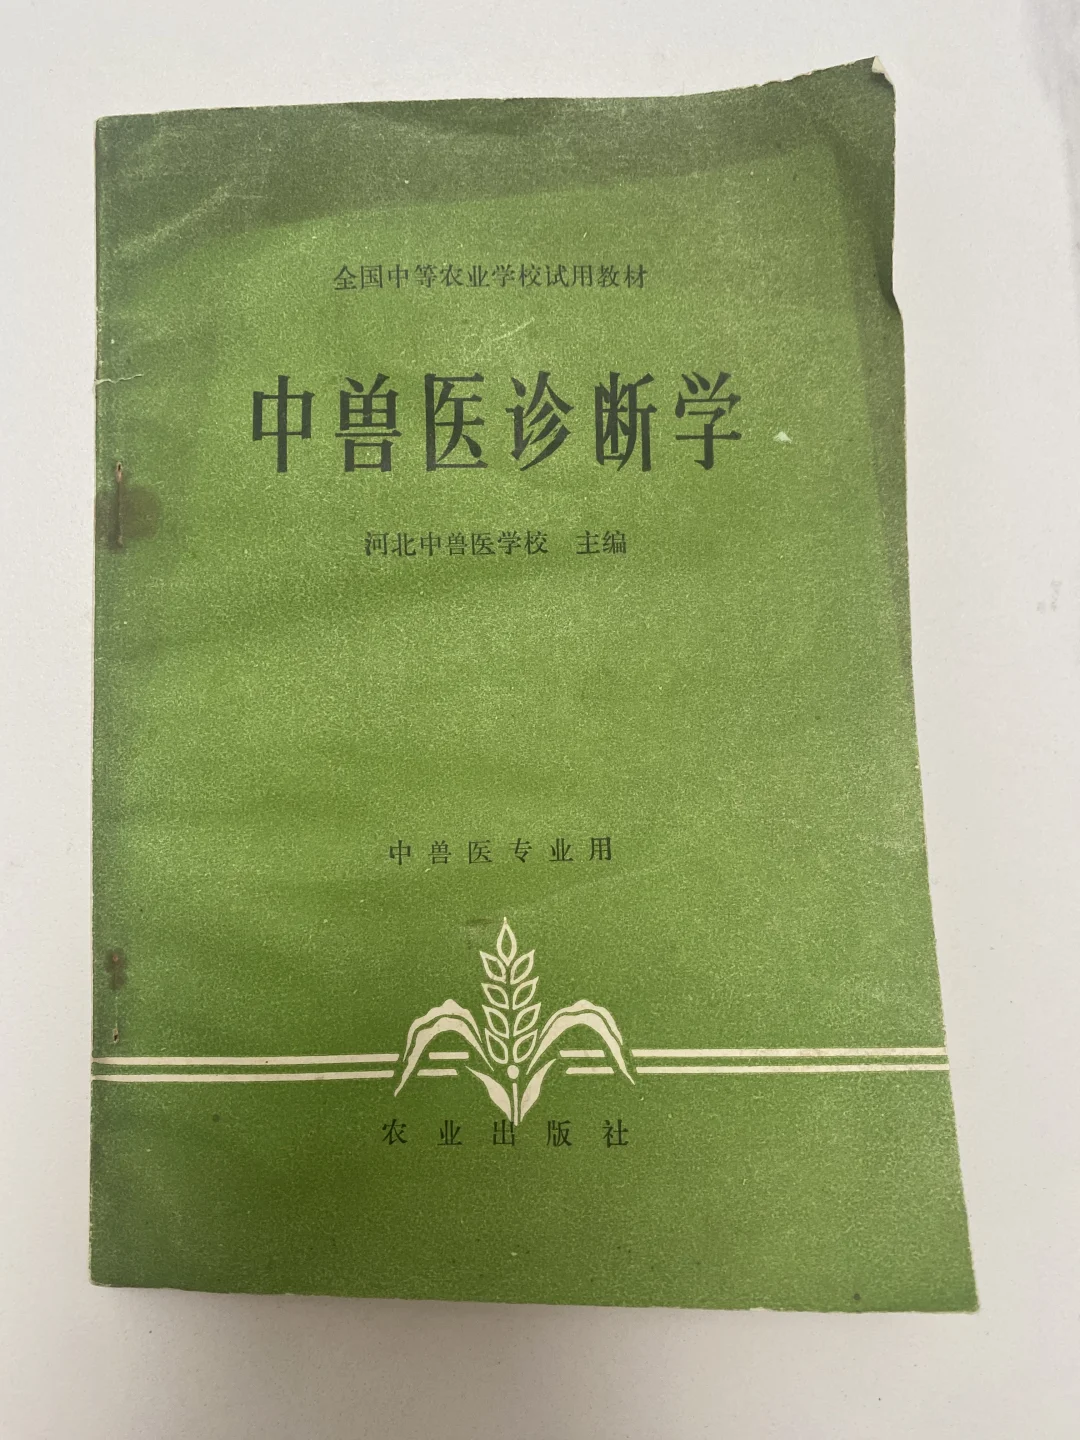 全国中等农业学校试用教材
中兽医诊断学
河北中兽医学校 主编
中兽医专业用
农业出版社